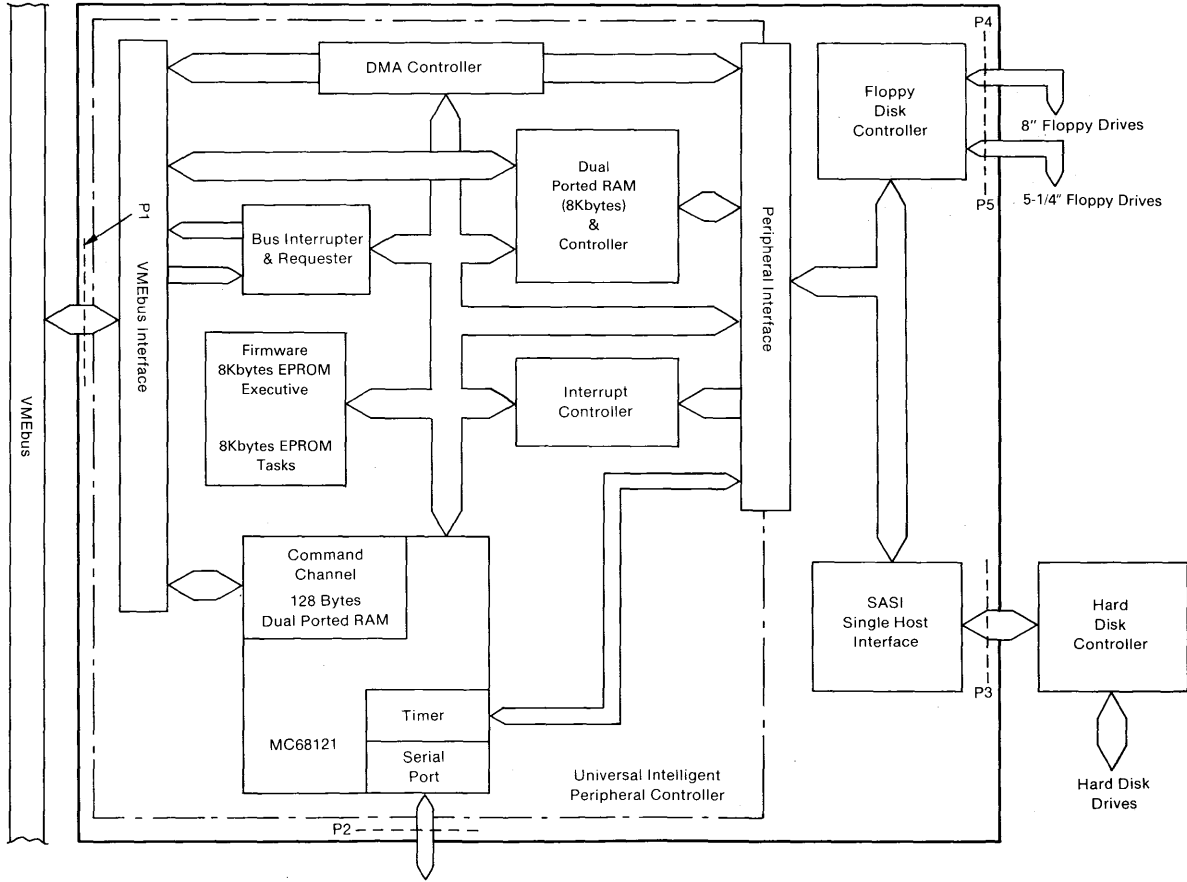 P4
DMA Controller
Floppy
Disk
Controller
8" Floppy Drives
5-1/4" Floppy Drives
P5
Dual
Ported RAM
(8Kbytes)
&
Controller
P1
Bus Interrupter
& Requester
VMEbus Interface
Peripheral Interface
VMEbus
Firmware
8Kbytes EPROM
Executive
8Kbytes EPROM
Tasks
Interrupt
Controller
Command
Channel
128 Bytes
Dual Ported RAM
SASI
Single Host
Interface
Hard
Disk
Controller
P3
Timer
MC68121
Serial
Port
Universal Intelligent
Peripheral Controller
Hard Disk
Drives
P2